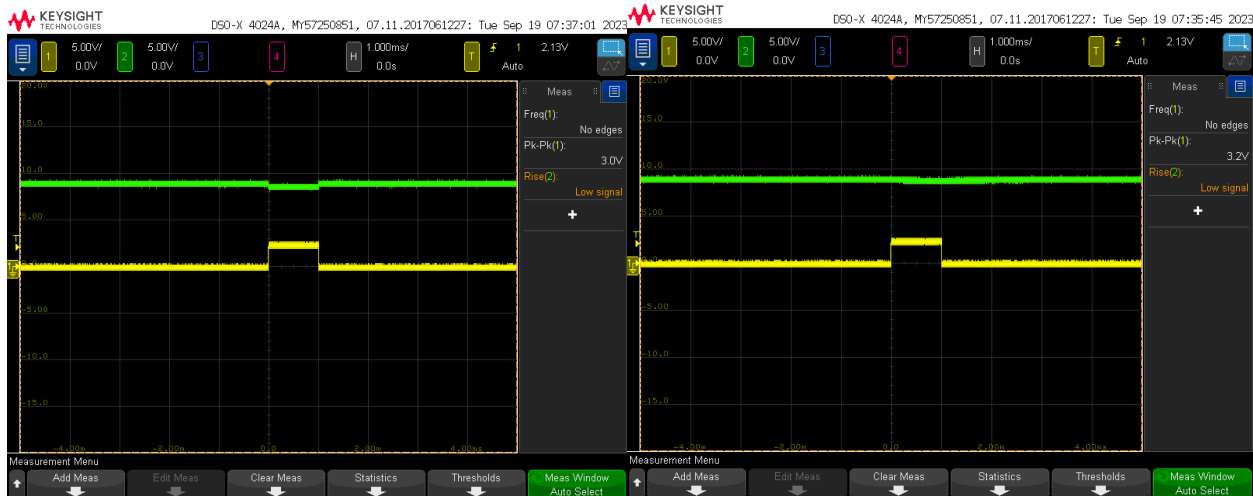 KEYSIGHT
TECHNOLOGIES
DSO-X 4024A, MY57250851, 07.11.2017061227: Tue Sep 19 07:37:01 2023
1 5.00V/ 2 5.00V/ 3 4 H 1.000ms/ T 1 2.13V
0.0V 0.0V 0.0s Auto
20.0V
15.0
10.0
5.00
-5.00
-10.0
-15.0
-4.00m -2.00m 0.0 2.00m 4.00ms
Meas
Freq(1):
No edges
Pk-Pk(1):
3.0V
Rise(2):
Low signal
Measurement Menu
Add Meas Edit Meas Clear Meas Statistics Thresholds Meas Window
Auto Select
KEYSIGHT
TECHNOLOGIES
DSO-X 4024A, MY57250851, 07.11.2017061227: Tue Sep 19 07:35:45 2023
1 5.00V/ 2 5.00V/ 3 4 H 1.000ms/ T 1 2.13V
0.0V 0.0V 0.0s Auto
20.0V
15.0
10.0
5.00
-5.00
-10.0
-15.0
-4.00m -2.00m 0.0 2.00m 4.00ms
Meas
Freq(1):
No edges
Pk-Pk(1):
3.2V
Rise(2):
Low signal
Measurement Menu
Add Meas Edit Meas Clear Meas Statistics Thresholds Meas Window
Auto Select